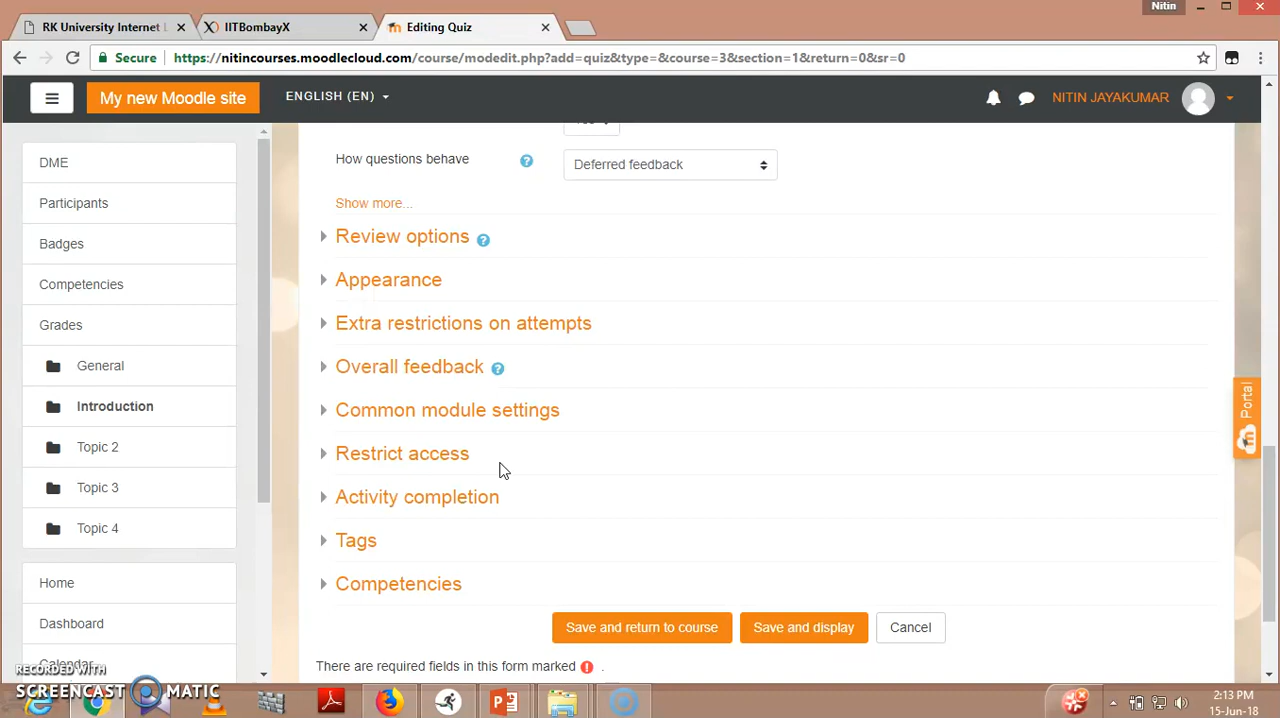 Nitin
RK University Internet
IITBombayX
Editing Quiz
Secure
https://nitincourses.moodlecloud.com/course/modedit.php?add=quiz&type=&course=3&section=1&return=0&sr=0
My new Moodle site
ENGLISH (EN)
NITIN JAYAKUMAR
DME
Participants
Badges
Competencies
Grades
General
Introduction
Topic 2
Topic 3
Topic 4
Home
Dashboard
Calendar
How questions behave
Deferred feedback
Show more...
Review options
Appearance
Extra restrictions on attempts
Overall feedback
Common module settings
Restrict access
Activity completion
Tags
Competencies
Save and return to course
Save and display
Cancel
There are required fields in this form marked .
Portal
RECORDED WITH
SCREENCAST MATIC
2:13 PM
15-Jun-18